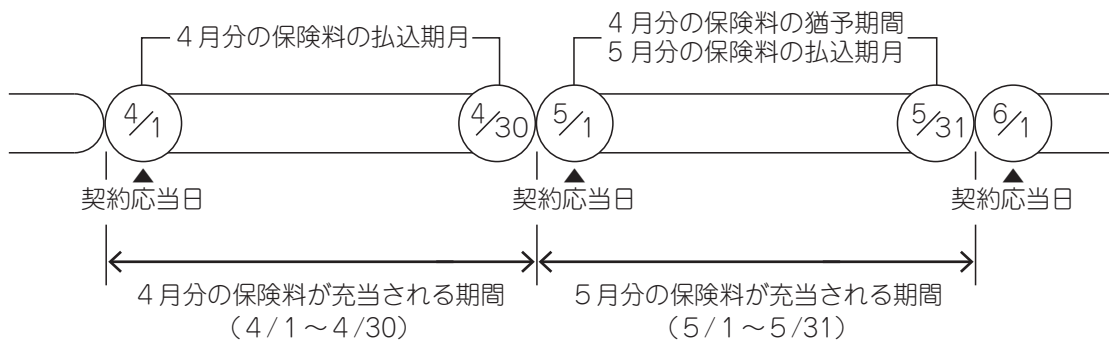 4月分の保険料の払込期月
4月分の保険料の猶予期間
5月分の保険料の払込期月
4/1
4/30
5/1
5/31
6/1
契約応当日
契約応当日
契約応当日
4月分の保険料が充当される期間
(4/1~4/30)
5月分の保険料が充当される期間
(5/1~5/31)